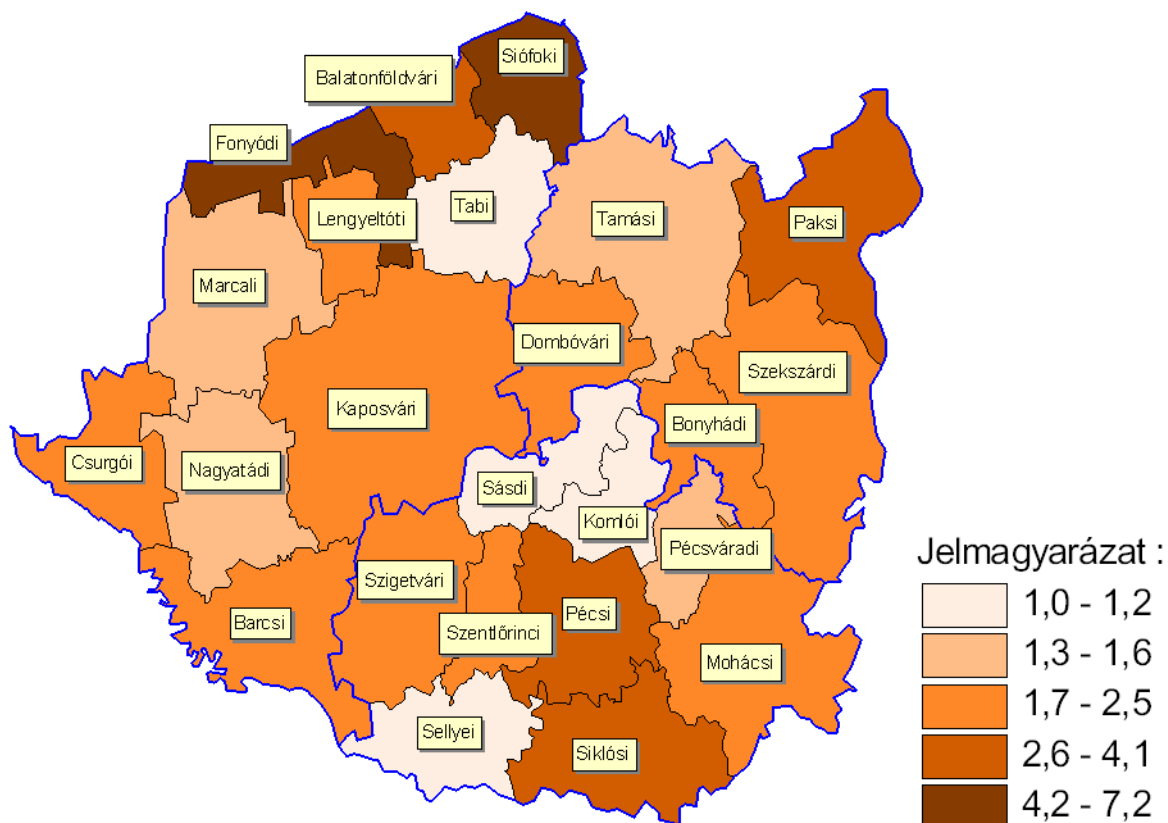 Siófoki
Balatonföldvári
Fonyódi
Tabi
Lengyeltóti
Tamási
Paksi
Marcali
Dombóvári
Szekszárdi
Kaposvári
Bonyhádi
Csurgói
Nagyatádi
Sásdi
Komlói
Pécsváradi
Szigetvári
Barcsi
Szentlőrinci
Pécsi
Mohácsi
Sellyei
Siklósi
Jelmagyarázat :
1,0 - 1,2
1,3 - 1,6
1,7 - 2,5
2,6 - 4,1
4,2 - 7,2